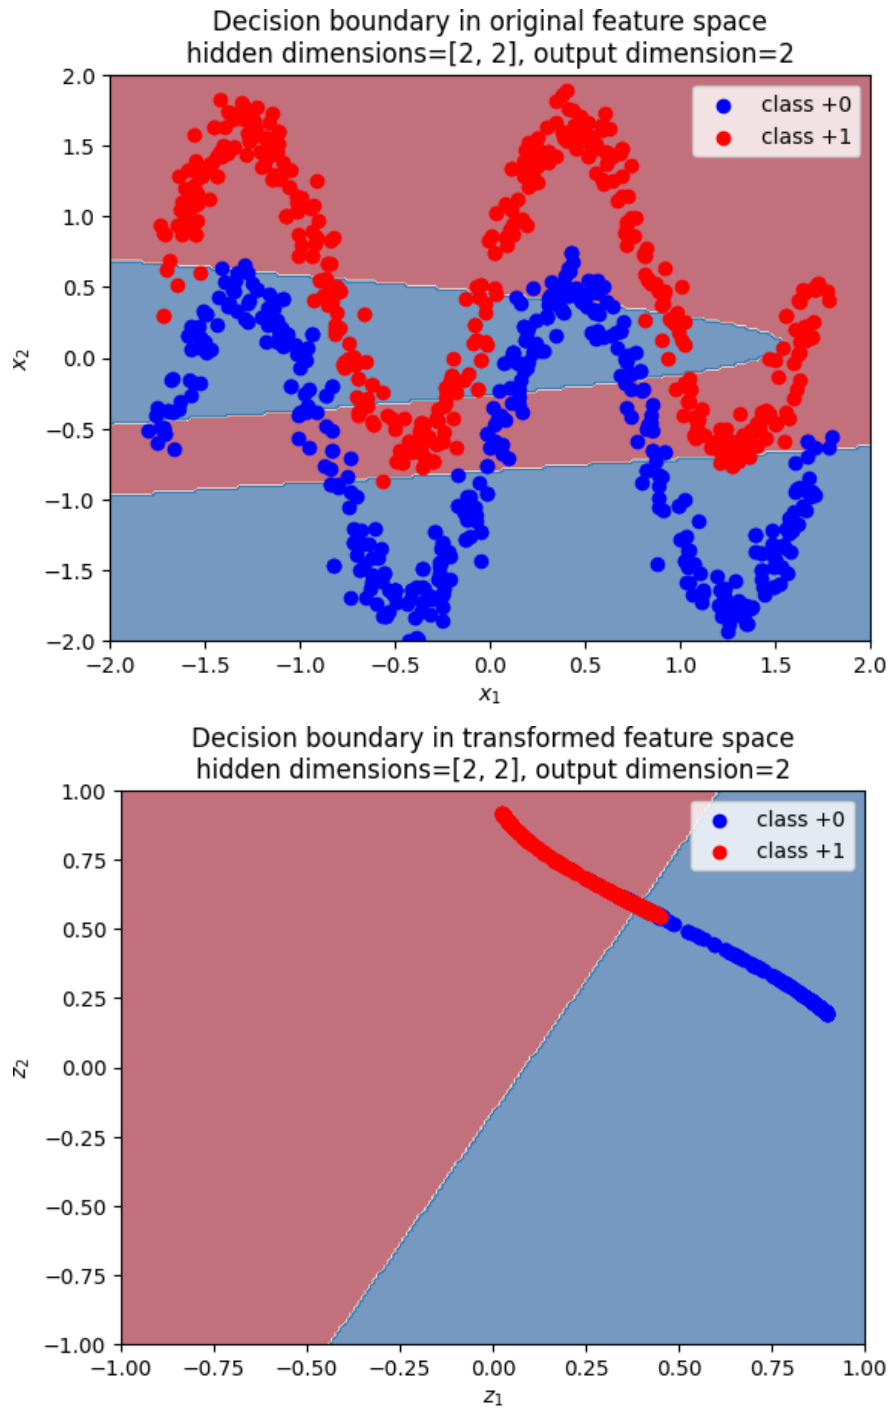 Decision boundary in original feature space
hidden dimensions=[2, 2], output dimension=2
2.0
1.5
1.0
0.5
0.0
−0.5
−1.0
−1.5
−2.0
x₂
class +0
class +1
−2.0 −1.5 −1.0 −0.5 0.0 0.5 1.0 1.5 2.0
x₁
Decision boundary in transformed feature space
hidden dimensions=[2, 2], output dimension=2
1.00
0.75
0.50
0.25
0.00
−0.25
−0.50
−0.75
−1.00
z₂
class +0
class +1
−1.00 −0.75 −0.50 −0.25 0.00 0.25 0.50 0.75 1.00
z₁